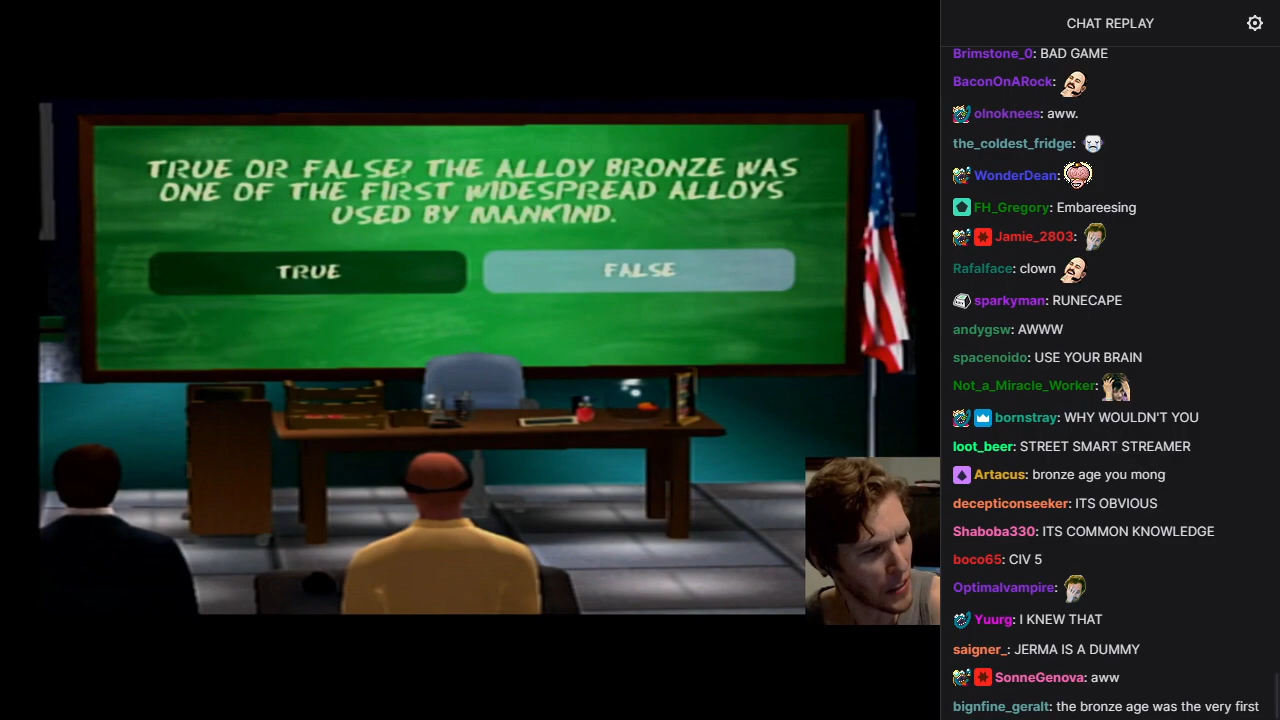 TRUE OR FALSE? THE ALLOY BRONZE WAS
ONE OF THE FIRST WIDESPREAD ALLOYS
USED BY MANKIND.
TRUE
FALSE
CHAT REPLAY
Brimstone_0: BAD GAME
BaconOnARock:
olnoknees: aww.
the_coldest_fridge:
WonderDean:
FH_Gregory: Embareesing
Jamie_2803:
Rafalface: clown
sparkyman: RUNECAPE
andygsw: AWWW
spacenoido: USE YOUR BRAIN
Not_a_Miracle_Worker:
bornstray: WHY WOULDN'T YOU
loot_beer: STREET SMART STREAMER
Artacus: bronze age you mong
decepticonseeker: ITS OBVIOUS
Shaboba330: ITS COMMON KNOWLEDGE
boco65: CIV 5
Optimalvampire:
Yuurg: I KNEW THAT
saigner_: JERMA IS A DUMMY
SonneGenova: aww
bignfine_geralt: the bronze age was the very first